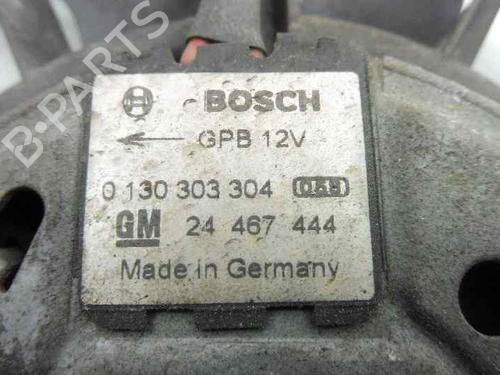 BOSCH
← GPB 12V
0 130 303 304
GM 24 467 444
Made in Germany
B-PARTS